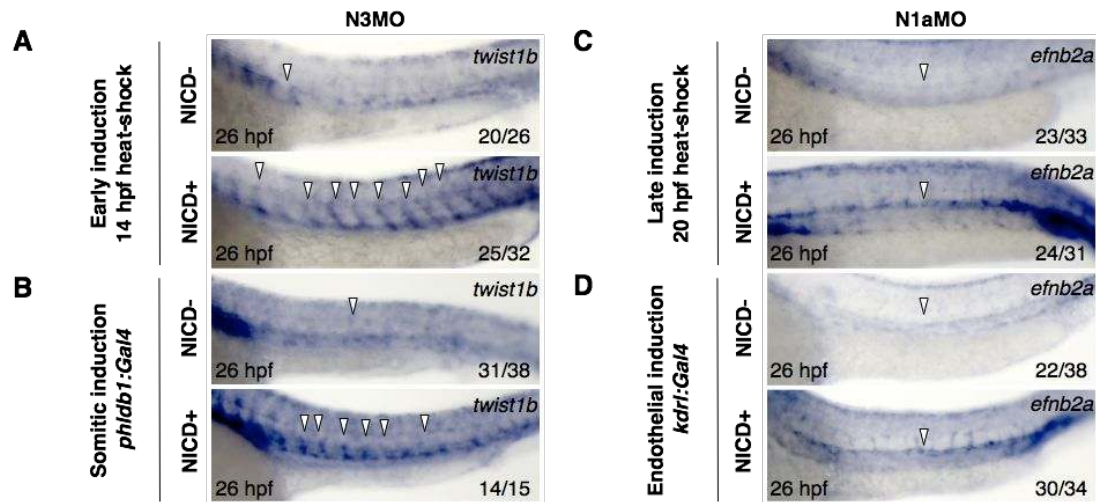 N3MO
N1aMO
A
Early induction
14 hpf heat-shock
NICD-
twist1b
26 hpf
20/26
NICD+
twist1b
26 hpf
25/32
B
Somitic induction
phldb1:Gal4
NICD-
twist1b
26 hpf
31/38
NICD+
twist1b
26 hpf
14/15
C
Late induction
20 hpf heat-shock
NICD-
efnb2a
26 hpf
23/33
NICD+
efnb2a
26 hpf
24/31
D
Endothelial induction
kdrl:Gal4
NICD-
efnb2a
26 hpf
22/38
NICD+
efnb2a
26 hpf
30/34